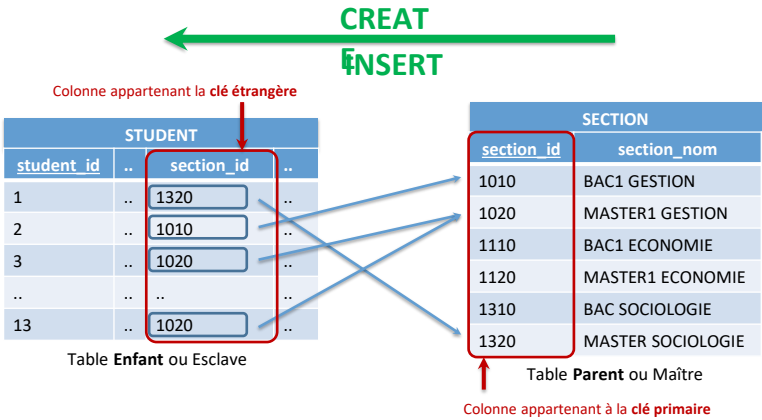 CREAT
E
INSERT
Colonne appartenant la clé étrangère
STUDENT
student_id .. section_id ..
1 .. 1320 ..
2 .. 1010 ..
3 .. 1020 ..
.. .. .. ..
13 .. 1020 ..
Table Enfant ou Esclave
SECTION
section_id section_nom
1010 BAC1 GESTION
1020 MASTER1 GESTION
1110 BAC1 ECONOMIE
1120 MASTER1 ECONOMIE
1310 BAC SOCIOLOGIE
1320 MASTER SOCIOLOGIE
Table Parent ou Maître
Colonne appartenant à la clé primaire